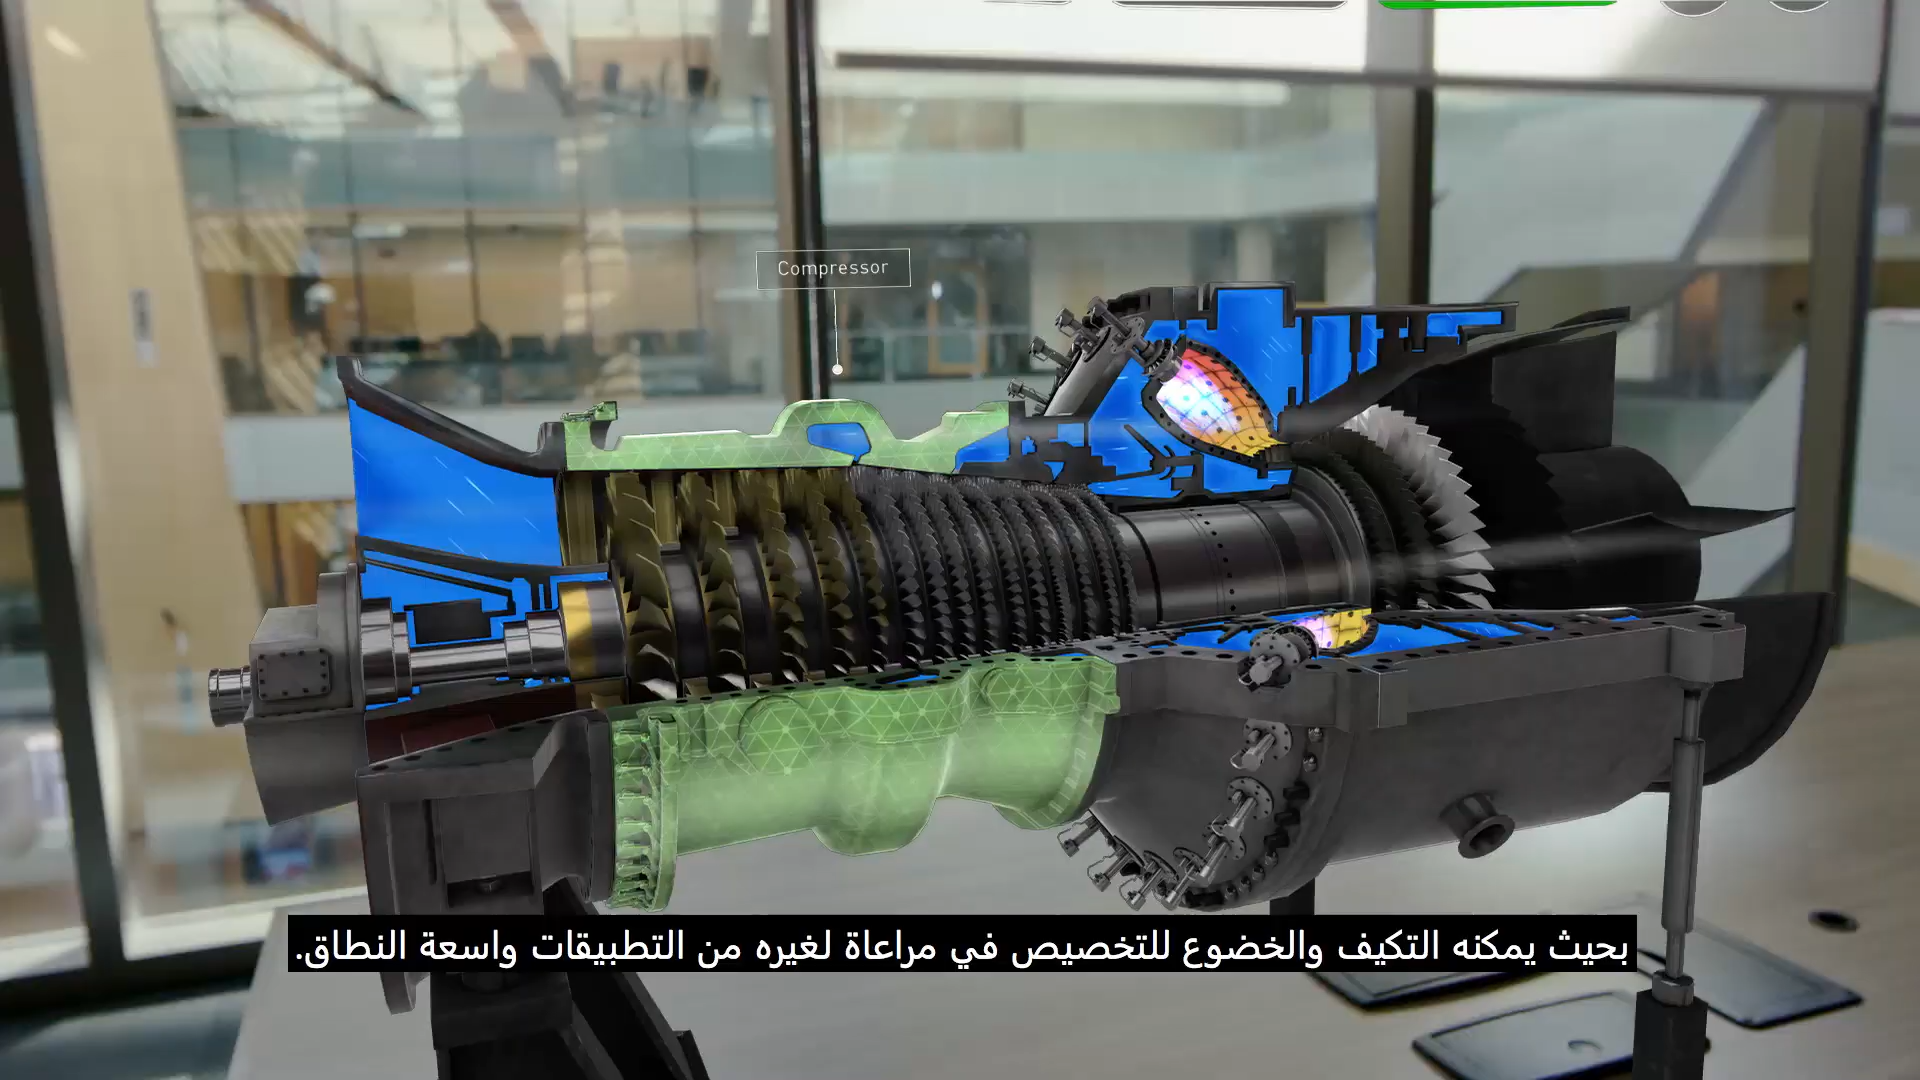 Compressor
بحيث يمكنه التكيف والخضوع للتخصيص في مراعاة لغيره من التطبيقات واسعة النطاق.